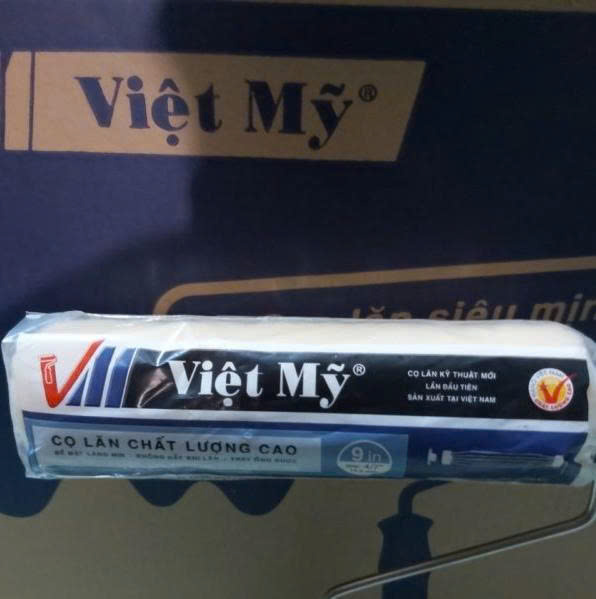 Việt Mỹ®
lăn siêu mịn
Việt Mỹ®
CỌ LĂN KỸ THUẬT MỚI
LẦN ĐẦU TIÊN
SẢN XUẤT TẠI VIỆT NAM
CỌ LĂN CHẤT LƯỢNG CAO
9 in